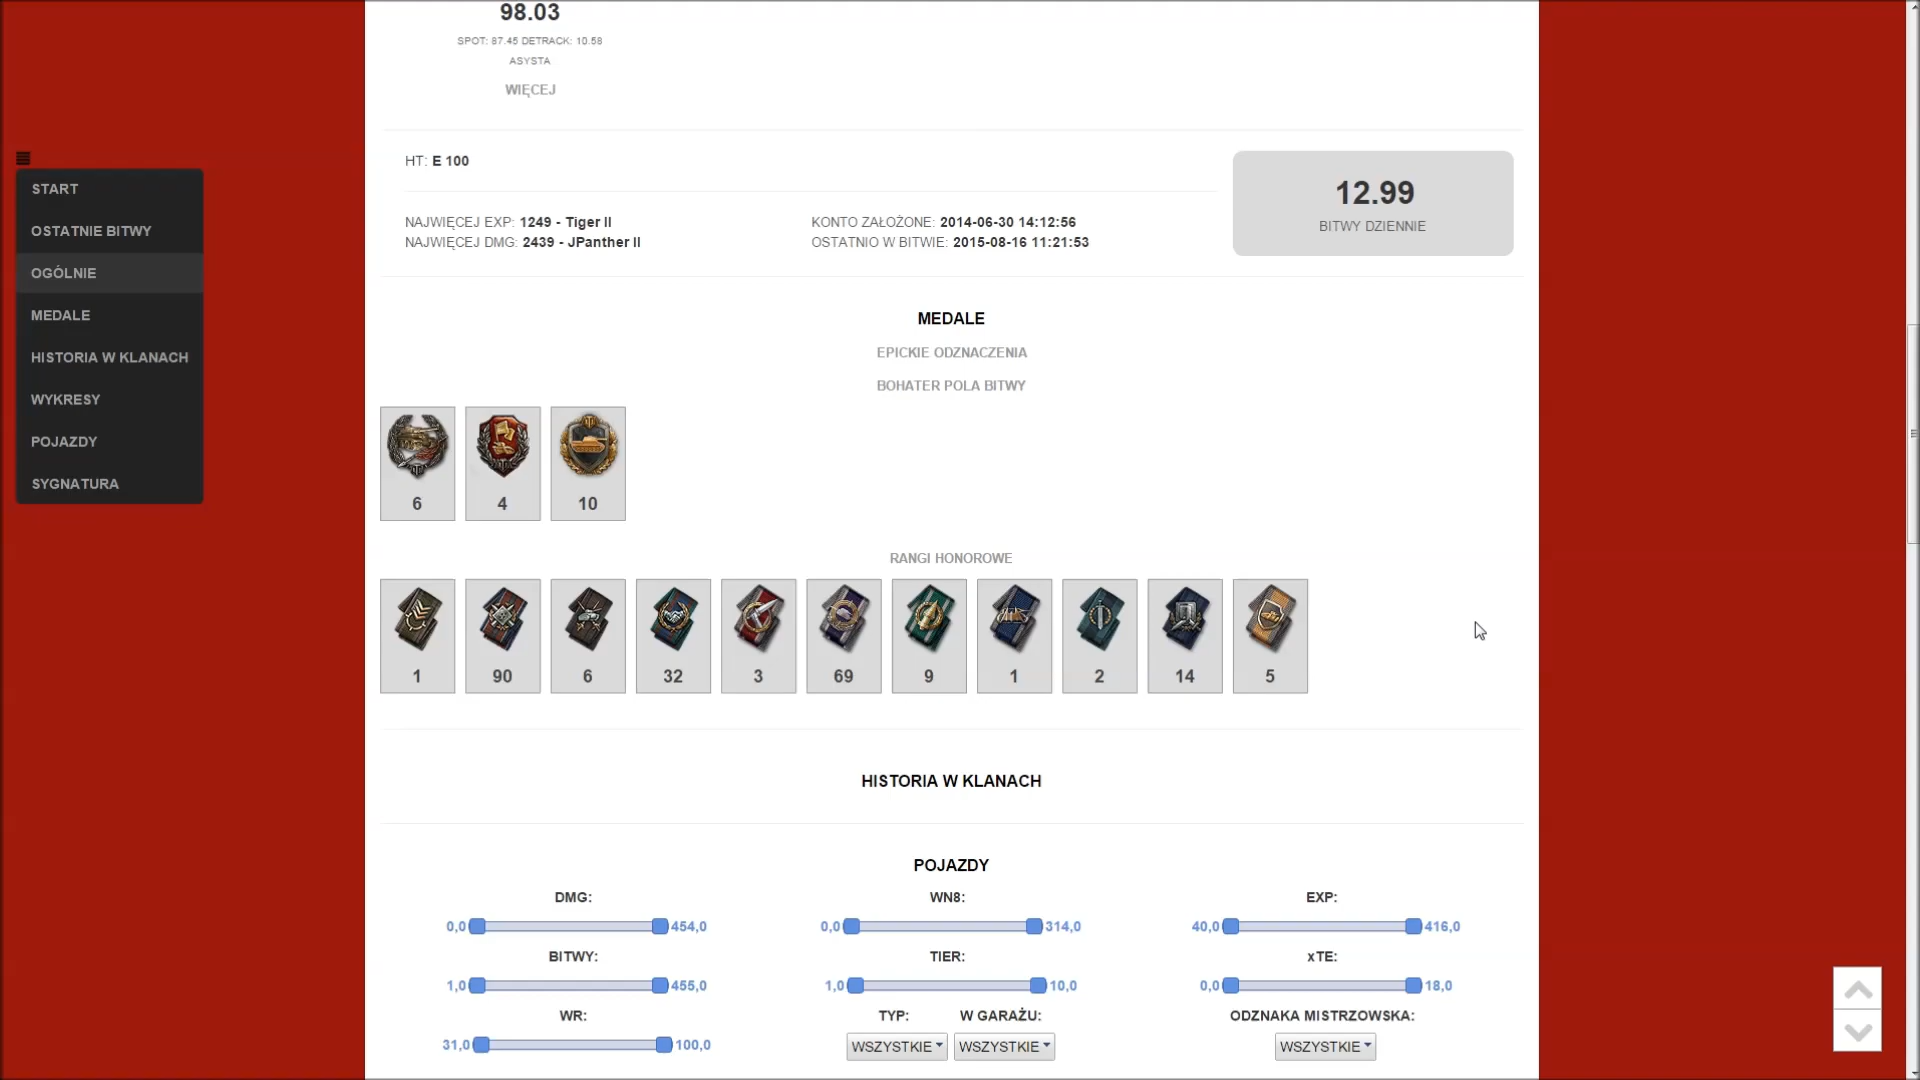 98.03
SPOT: 87.45 DETRACK: 10.58
ASYSTA
WIĘCEJ
HT: E 100
NAJWIĘCEJ EXP: 1249 - Tiger II
NAJWIĘCEJ DMG: 2439 - JPanther II
KONTO ZAŁOŻONE: 2014-06-30 14:12:56
OSTATNIO W BITWIE: 2015-08-16 11:21:53
12.99
BITWY DZIENNIE
START
OSTATNIE BITWY
OGÓLNIE
MEDALE
HISTORIA W KLANACH
WYKRESY
POJAZDY
SYGNATURA
MEDALE
EPICKIE ODZNACZENIA
BOHATER POLA BITWY
6 4 10
RANGI HONOROWE
1 90 6 32 3 69 9 1 2 14 5
HISTORIA W KLANACH
POJAZDY
DMG: WN8: EXP:
0,0 454,0 0,0 314,0 40,0 416,0
BITWY: TIER: xTE:
1,0 455,0 1,0 10,0 0,0 18,0
WR: TYP: W GARAŻU: ODZNAKA MISTRZOWSKA:
31,0 100,0 WSZYSTKIE WSZYSTKIE WSZYSTKIE